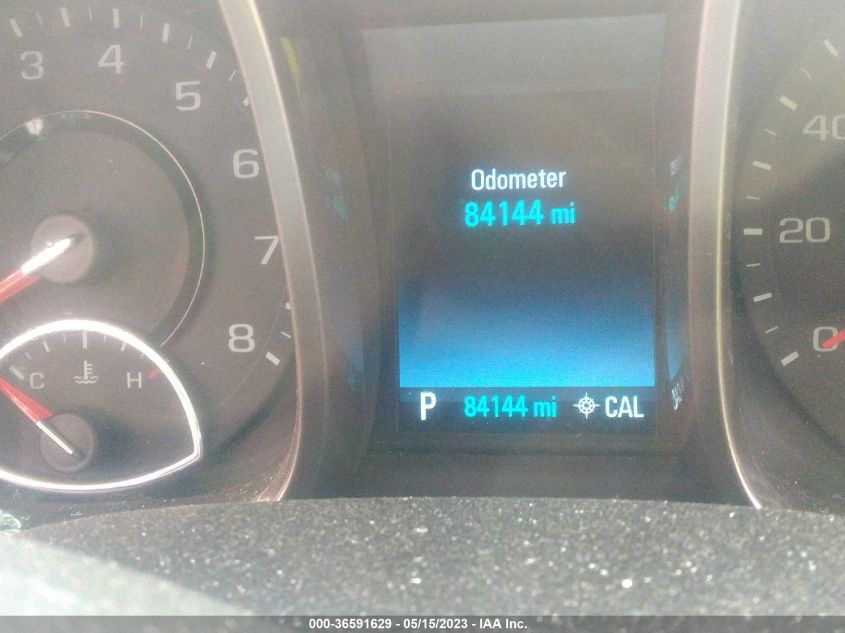 3 4 5 6 7 8
C H
Odometer
84144 mi
P 84144 mi CAL
40
20
0
000-36591629 - 05/15/2023 - IAA Inc.